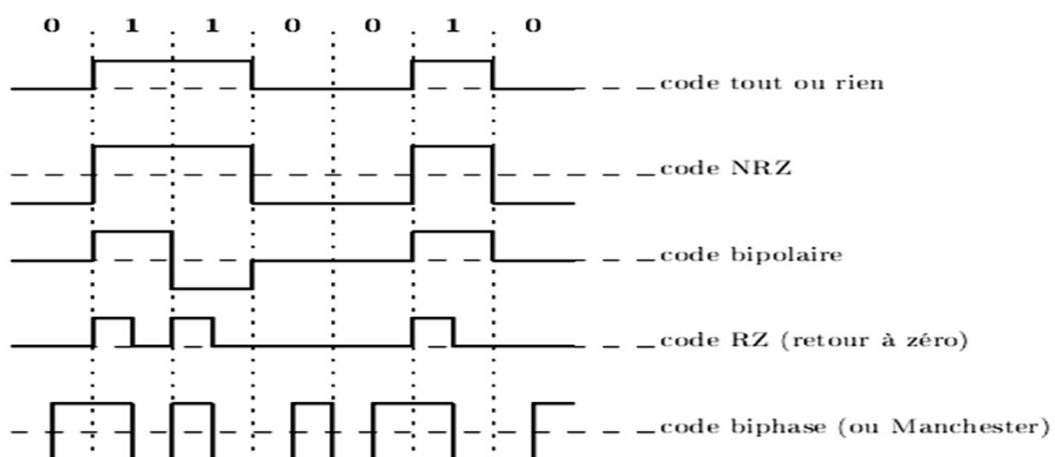 0 1 1 0 0 1 0
code tout ou rien
code NRZ
code bipolaire
code RZ (retour à zéro)
code biphase (ou Manchester)